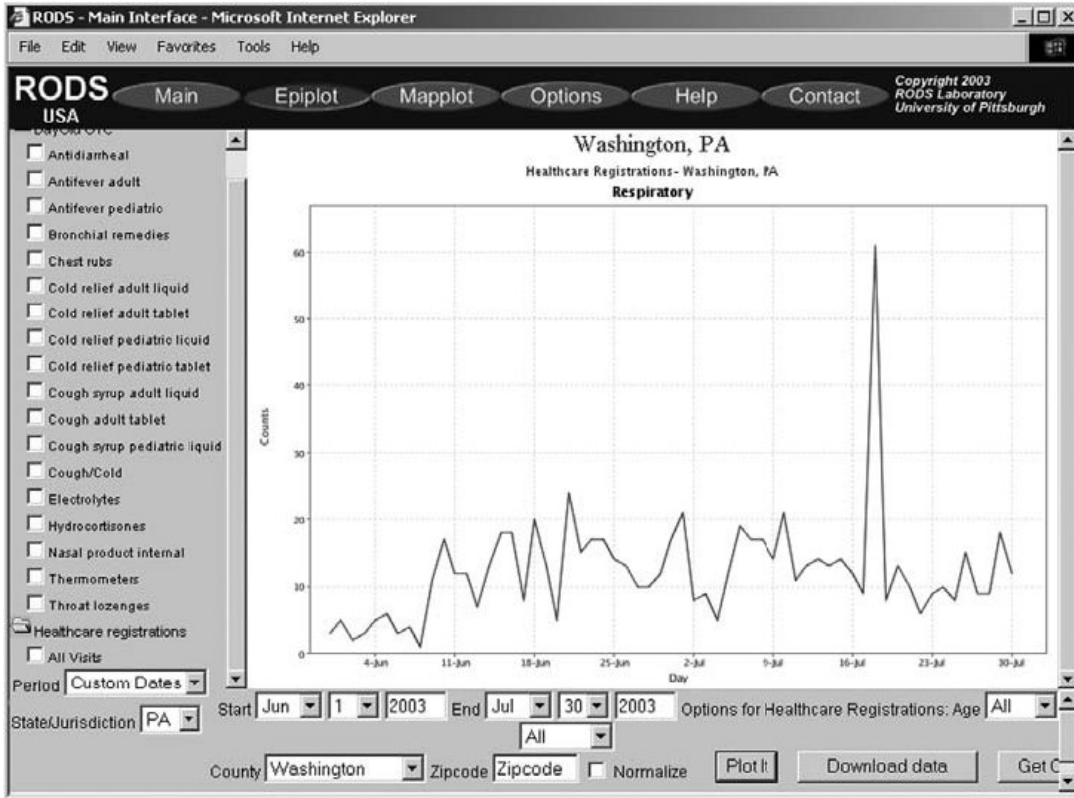 RODS - Main Interface - Microsoft Internet Explorer
File Edit View Favorites Tools Help
RODS
USA
Main Epiplot Mapplot Options Help Contact
Copyright 2003
RODS Laboratory
University of Pittsburgh
DayOld OTC
Antidiarrheal
Antifever adult
Antifever pediatric
Bronchial remedies
Chest rubs
Cold relief adult liquid
Cold relief adult tablet
Cold relief pediatric liquid
Cold relief pediatric tablet
Cough syrup adult liquid
Cough adult tablet
Cough syrup pediatric liquid
Cough/Cold
Electrolytes
Hydrocortisones
Nasal product internal
Thermometers
Throat lozenges
Healthcare registrations
All Visits
Washington, PA
Healthcare Registrations- Washington, PA
Respiratory
60
50
40
30
20
10
0
Counts
4-Jun 11-Jun 18-Jun 25-Jun 2-Jul 9-Jul 16-Jul 23-Jul 30-Jul
Day
Period Custom Dates
State/Jurisdiction PA
Start Jun 1 2003 End Jul 30 2003 Options for Healthcare Registrations: Age All
All
County Washington Zipcode Zipcode Normalize Plot It Download data Get